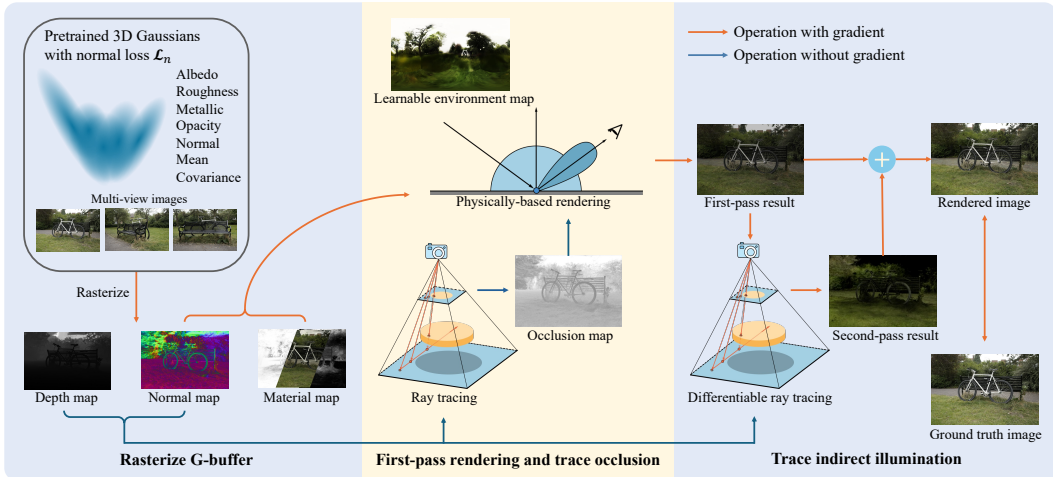 Pretrained 3D Gaussians
with normal loss 𝓛ₙ
Albedo
Roughness
Metallic
Opacity
Normal
Mean
Covariance
Multi-view images
Rasterize
Depth map
Normal map
Material map
Rasterize G-buffer
Learnable environment map
Physically-based rendering
Occlusion map
Ray tracing
First-pass rendering and trace occlusion
Operation with gradient
Operation without gradient
First-pass result
Rendered image
Second-pass result
Differentiable ray tracing
Ground truth image
Trace indirect illumination